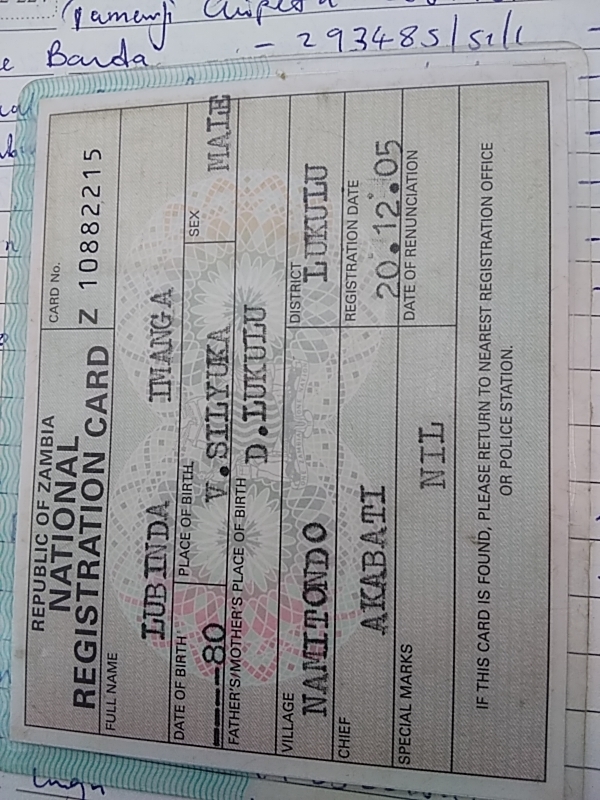 Banda
- 293485/51/1
REPUBLIC OF ZAMBIA
NATIONAL
REGISTRATION CARD
CARD No.
Z 10882215
FULL NAME
LUBINDA IMANGA
DATE OF BIRTH
----80
PLACE OF BIRTH
V.SILYUKA
SEX
MALE
FATHER'S/MOTHER'S PLACE OF BIRTH
D.LUKULU
VILLAGE
NAMITONDO
DISTRICT
LUKULU
CHIEF
AKABATI
REGISTRATION DATE
20.12.05
SPECIAL MARKS
NIL
DATE OF RENUNCIATION
IF THIS CARD IS FOUND, PLEASE RETURN TO NEAREST REGISTRATION OFFICE
OR POLICE STATION.